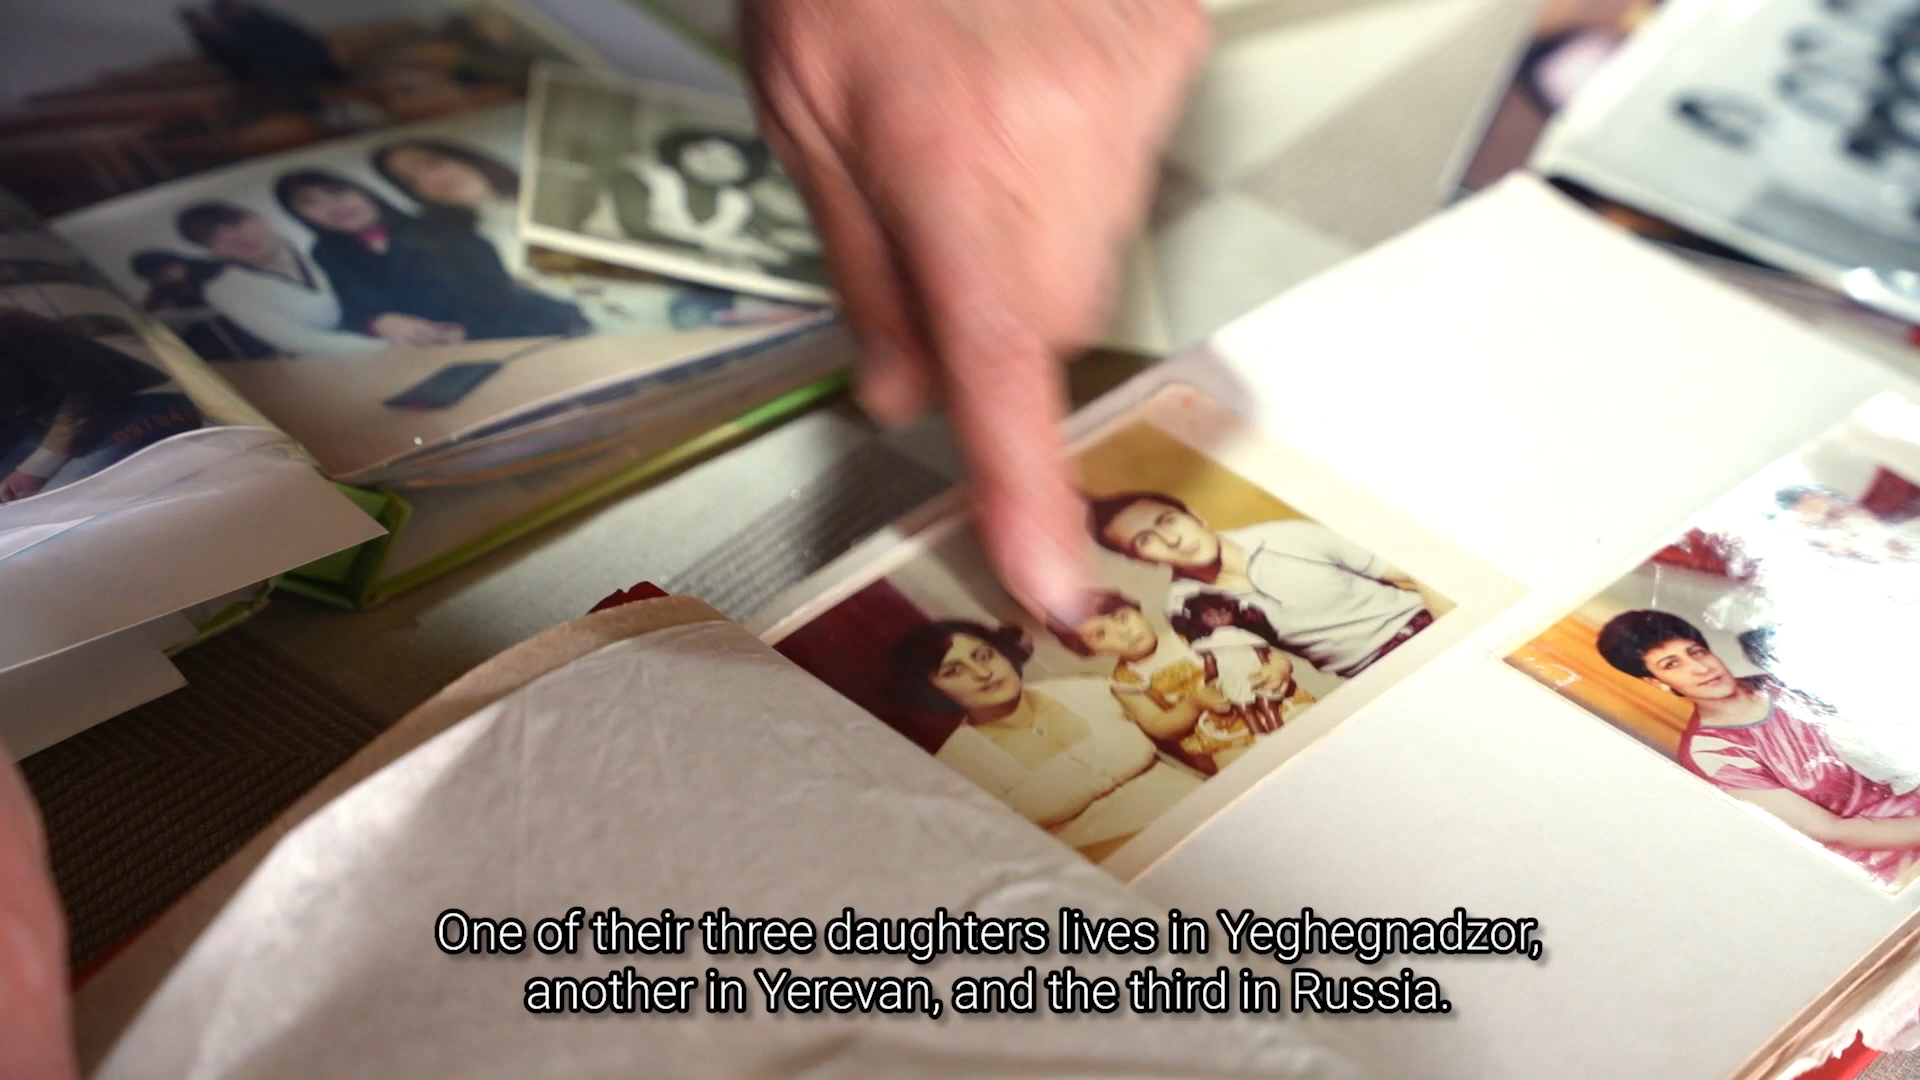 One of their three daughters lives in Yeghegnadzor,
another in Yerevan, and the third in Russia.